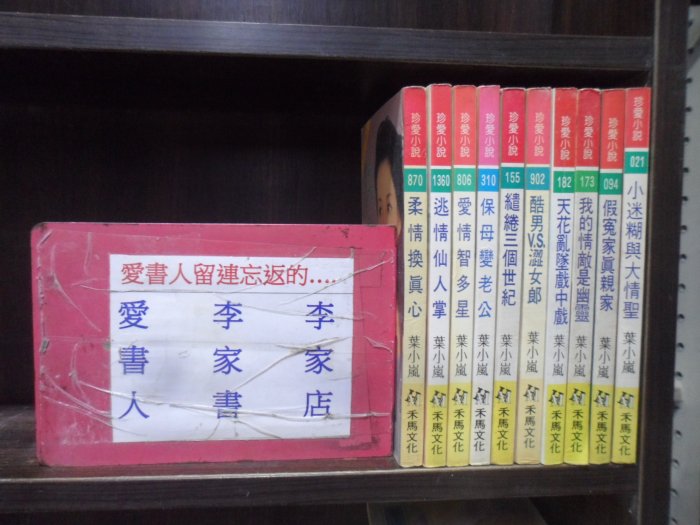 愛書人留連忘返的....
愛 李 李
書 家 家
人 書 店
珍愛小說
870
柔情換真心
葉小嵐
禾馬文化
珍愛小說
1360
逃情仙人掌
葉小嵐
禾馬文化
珍愛小說
806
愛情智多星
葉小嵐
禾馬文化
珍愛小說
310
保母變老公
葉小嵐
禾馬文化
珍愛小說
155
繾綣三個世紀
葉小嵐
禾馬文化
珍愛小說
902
酷男V.S.澀女郎
葉小嵐
禾馬文化
珍愛小說
182
天花亂墜戲中戲
葉小嵐
禾馬文化
珍愛小說
173
我的情敵是幽靈
葉小嵐
禾馬文化
珍愛小說
094
假冤家真親家
葉小嵐
禾馬文化
珍愛小說
021
小迷糊與大情聖
葉小嵐
禾馬文化